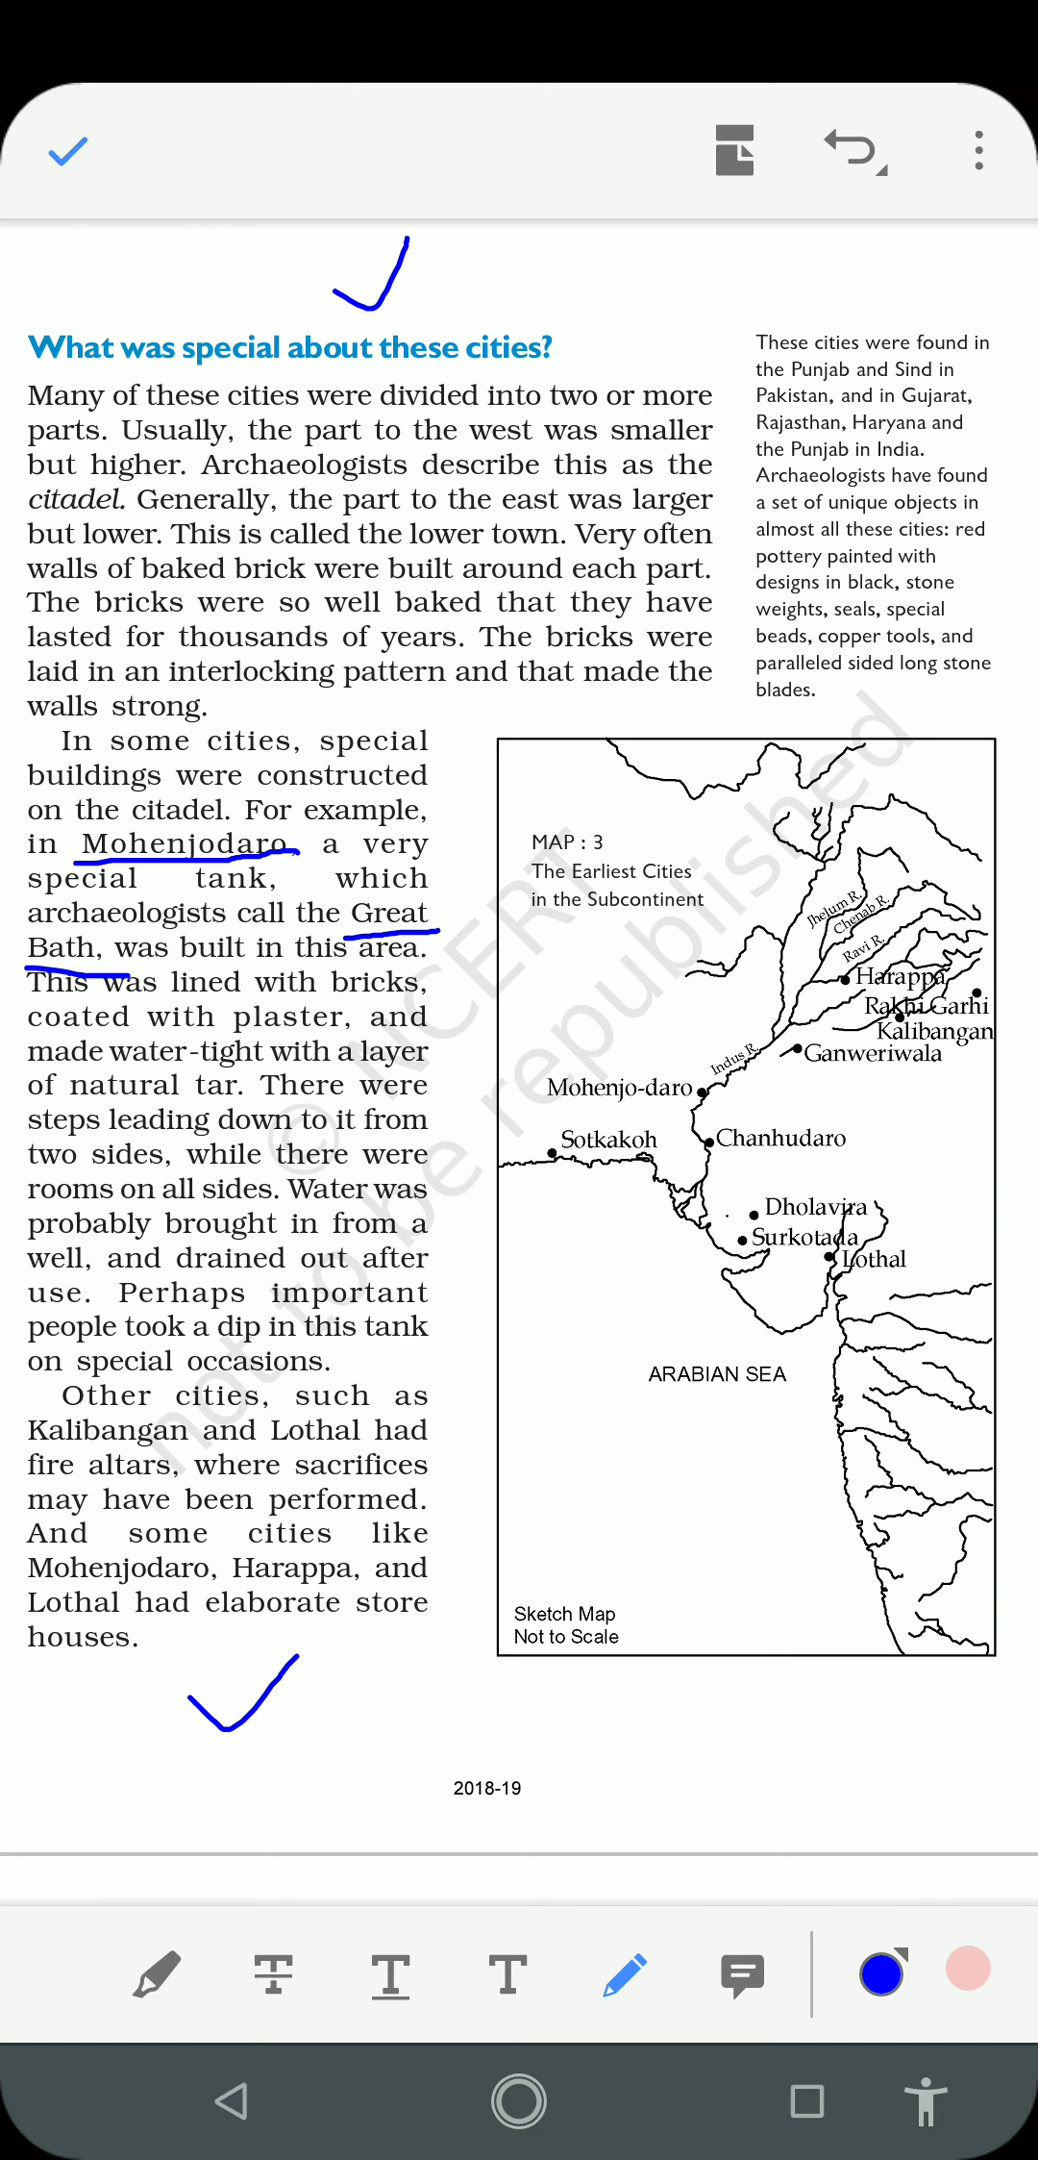 What was special about these cities?
Many of these cities were divided into two or more
parts. Usually, the part to the west was smaller
but higher. Archaeologists describe this as the
citadel. Generally, the part to the east was larger
but lower. This is called the lower town. Very often
walls of baked brick were built around each part.
The bricks were so well baked that they have
lasted for thousands of years. The bricks were
laid in an interlocking pattern and that made the
walls strong.
In some cities, special
buildings were constructed
on the citadel. For example,
in Mohenjodaro, a very
special tank, which
archaeologists call the Great
Bath, was built in this area.
This was lined with bricks,
coated with plaster, and
made water-tight with a layer
of natural tar. There were
steps leading down to it from
two sides, while there were
rooms on all sides. Water was
probably brought in from a
well, and drained out after
use. Perhaps important
people took a dip in this tank
on special occasions.
Other cities, such as
Kalibangan and Lothal had
fire altars, where sacrifices
may have been performed.
And some cities like
Mohenjodaro, Harappa, and
Lothal had elaborate store
houses.
These cities were found in
the Punjab and Sind in
Pakistan, and in Gujarat,
Rajasthan, Haryana and
the Punjab in India.
Archaeologists have found
a set of unique objects in
almost all these cities: red
pottery painted with
designs in black, stone
weights, seals, special
beads, copper tools, and
paralleled sided long stone
blades.
MAP : 3
The Earliest Cities
in the Subcontinent
Jhelum R.
Chenab R.
Ravi R.
Harappa
Rakhi Garhi
Kalibangan
Ganweriwala
Indus R.
Mohenjo-daro
Sotkakoh
Chanhudaro
Dholavira
Surkotada
Lothal
ARABIAN SEA
Sketch Map
Not to Scale
© NCERT
not to be republished
2018-19
T
T
T